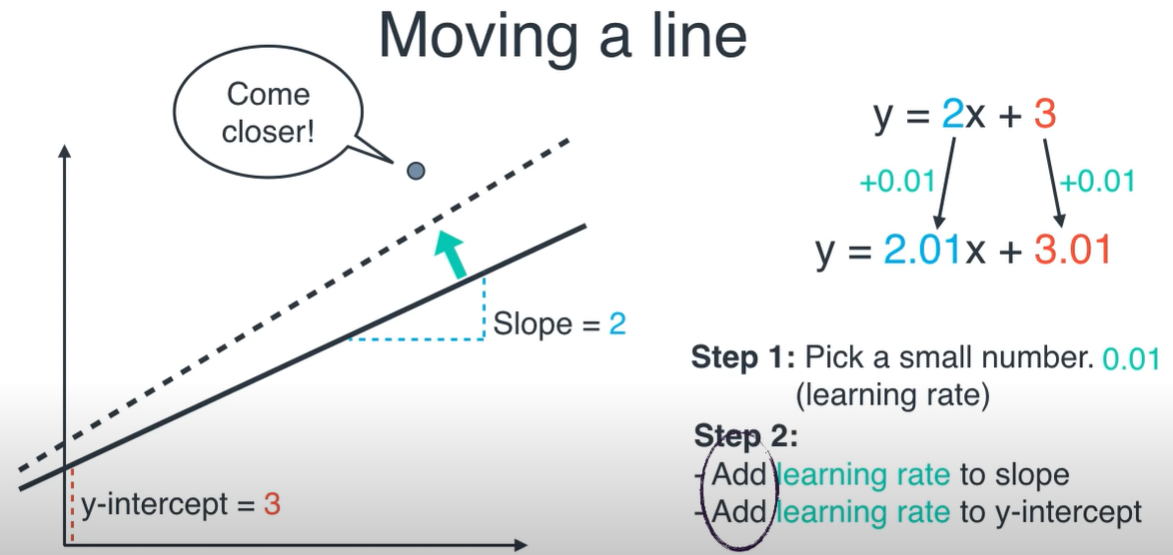 Moving a line
Come
closer!
y = 2x + 3
+0.01
+0.01
y = 2.01x + 3.01
Slope = 2
y-intercept = 3
Step 1: Pick a small number. 0.01
(learning rate)
Step 2:
- Add learning rate to slope
- Add learning rate to y-intercept